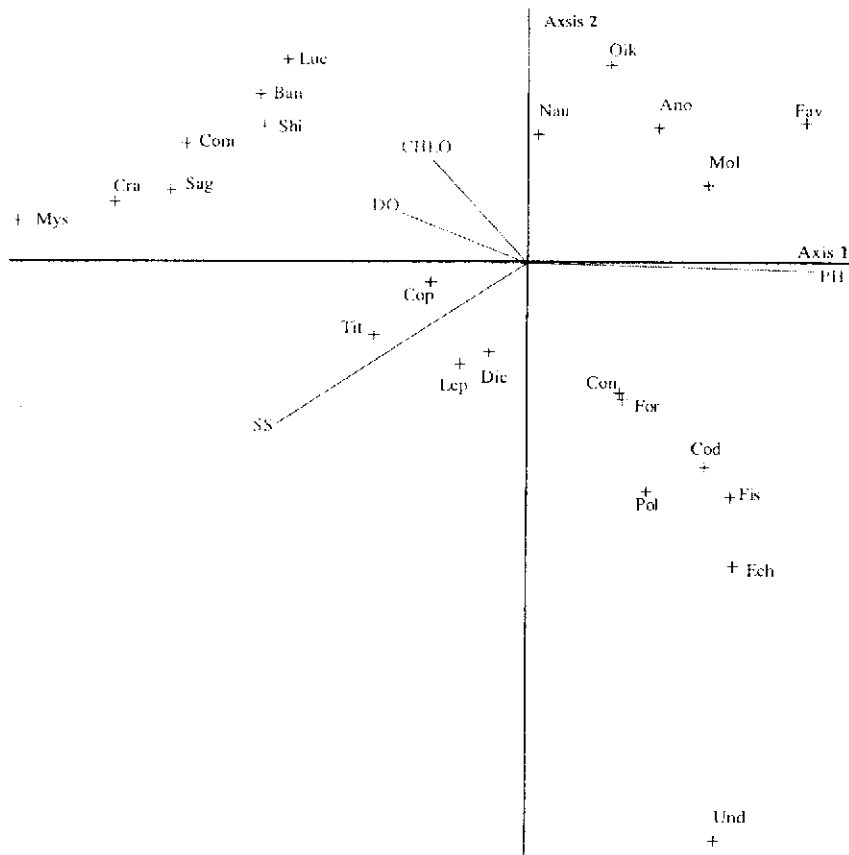 Axsis 2
Luc
Oik
Ban
Nau
Ano
Fav
Shi
Com
CHLO
Mol
Cra
Sag
DO
Mys
Axis 1
PH
Cop
Tit
Lep
Dic
Con
For
SS
Cod
Pol
Fis
Ech
Und